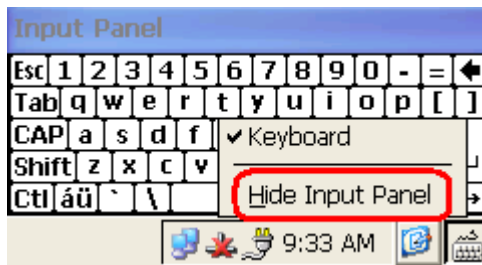 Input Panel
Esc 1 2 3 4 5 6 7 8 9 0 - =
Tab q w e r t y u i o p [ ]
CAP a s d f ✓ Keyboard
Shift z x c v
Ctl áü ` \ Hide Input Panel
9:33 AM